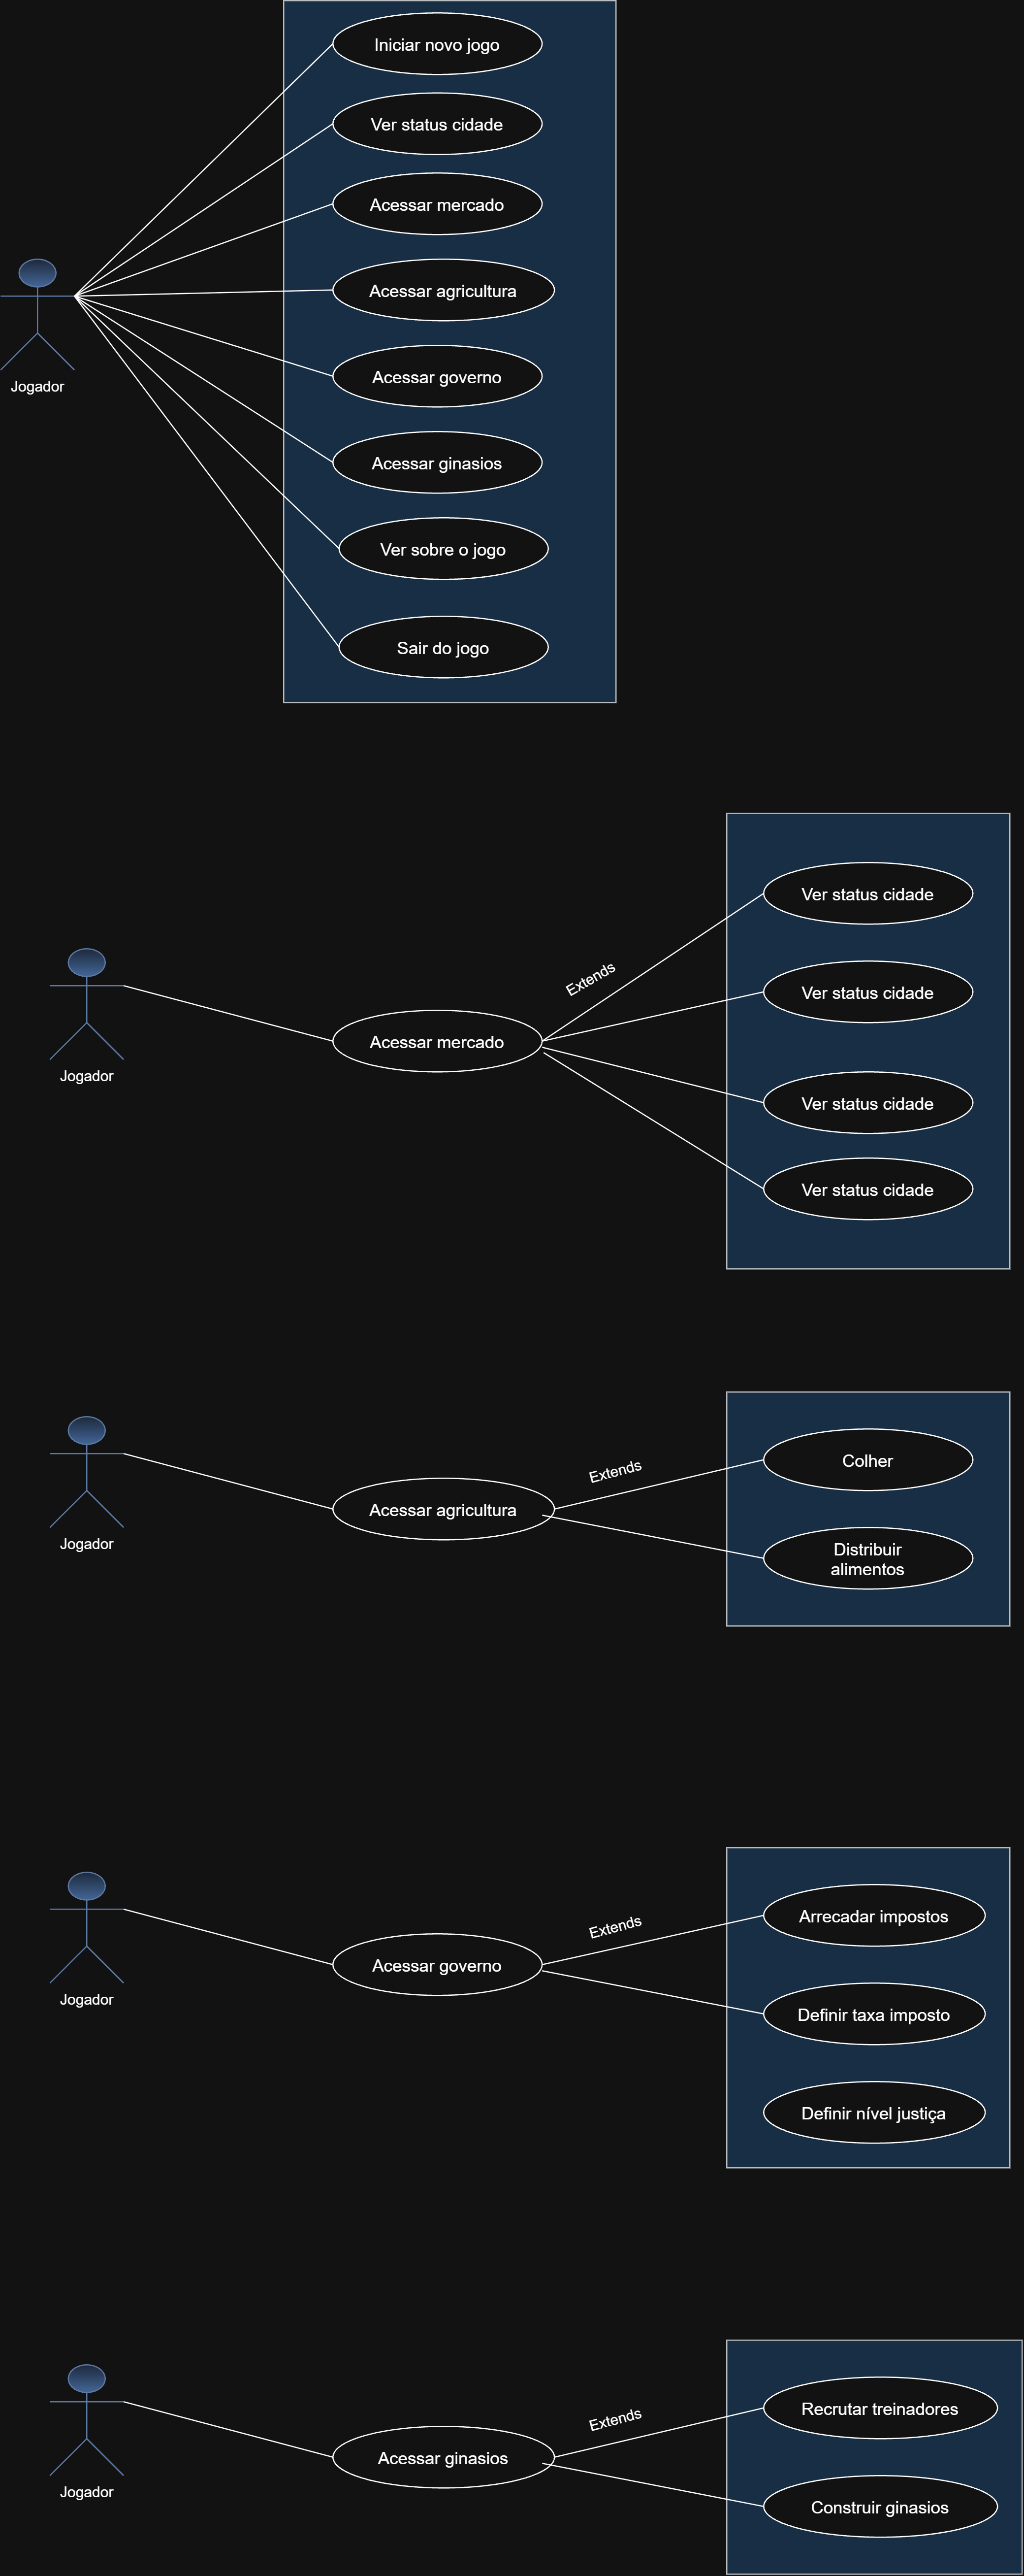 Iniciar novo jogo
Ver status cidade
Acessar mercado
Acessar agricultura
Jogador
Acessar governo
Acessar ginasios
Ver sobre o jogo
Sair do jogo
Ver status cidade
Extends
Ver status cidade
Acessar mercado
Jogador
Ver status cidade
Ver status cidade
Extends
Colher
Acessar agricultura
Jogador
Distribuir
alimentos
Extends
Arrecadar impostos
Acessar governo
Jogador
Definir taxa imposto
Definir nível justiça
Extends
Recrutar treinadores
Acessar ginasios
Jogador
Construir ginasios